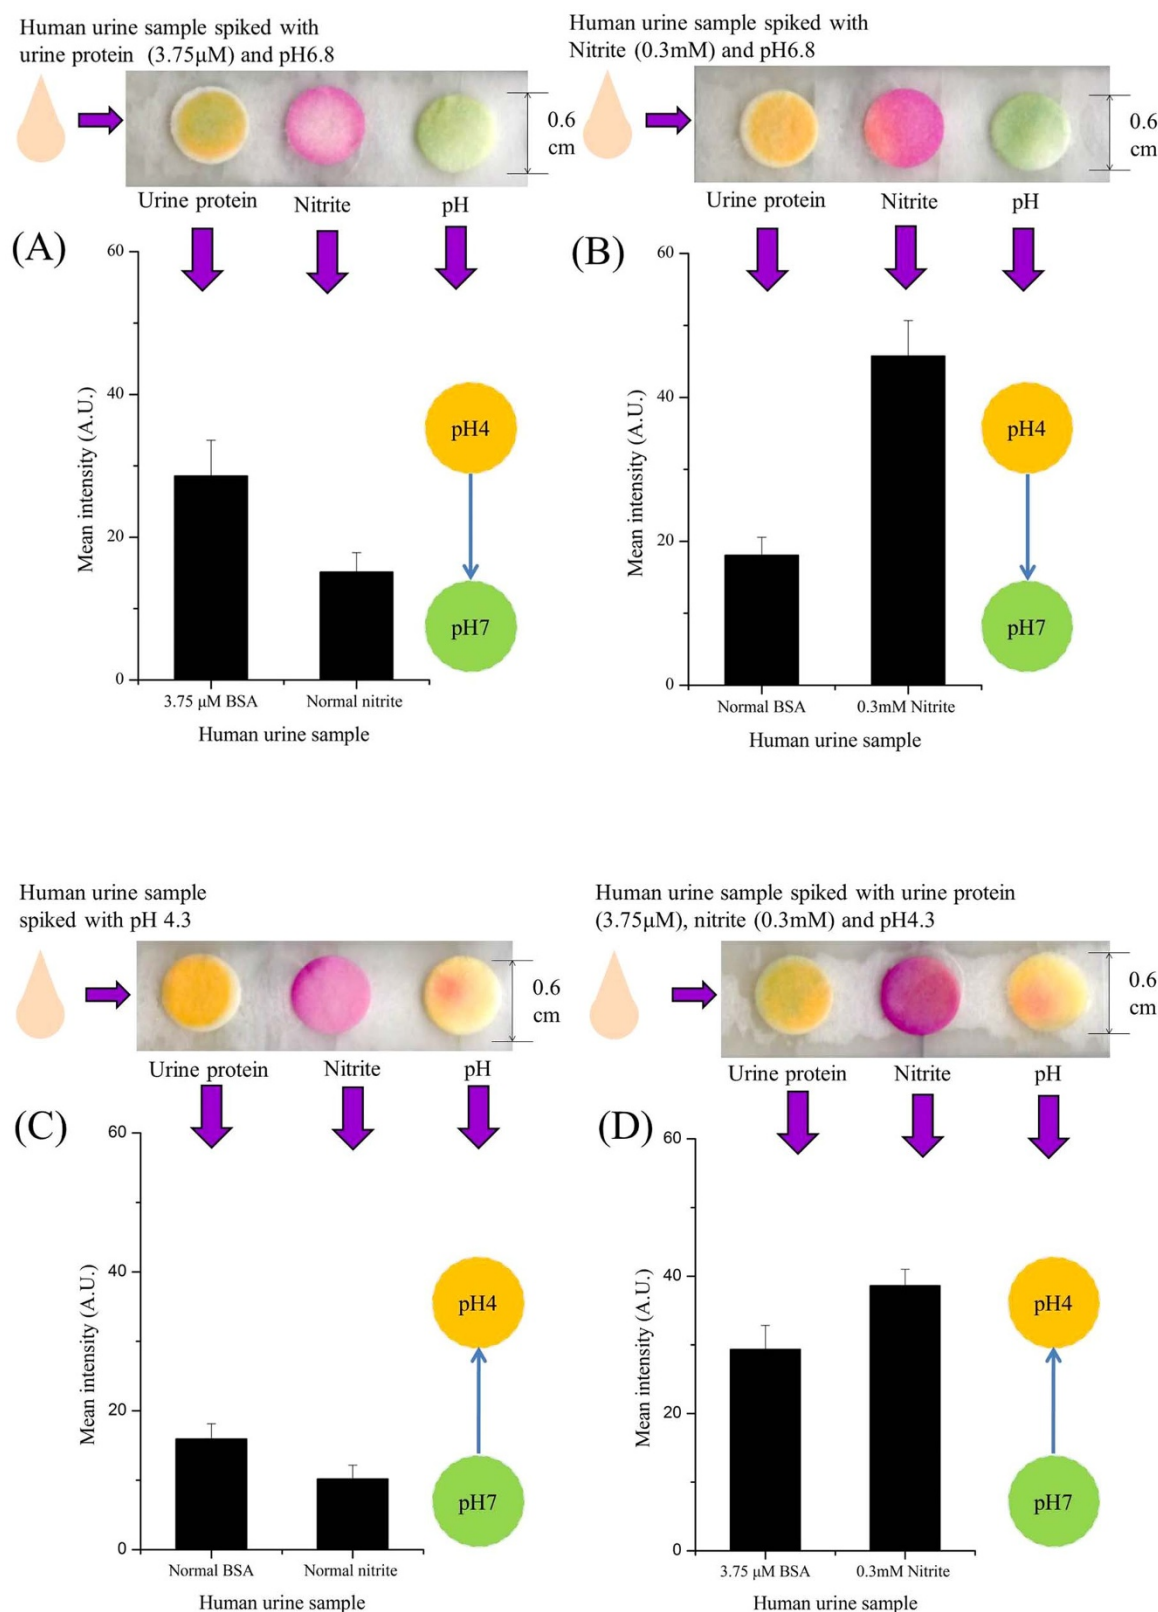 Human urine sample spiked with
urine protein (3.75μM) and pH6.8
0.6
cm
Urine protein
Nitrite
pH
(A)
60
40
20
0
Mean intensity (A.U.)
pH4
pH7
3.75 μM BSA
Normal nitrite
Human urine sample
Human urine sample spiked with
Nitrite (0.3mM) and pH6.8
0.6
cm
Urine protein
Nitrite
pH
(B)
60
40
20
0
Mean intensity (A.U.)
pH4
pH7
Normal BSA
0.3mM Nitrite
Human urine sample
Human urine sample
spiked with pH 4.3
0.6
cm
Urine protein
Nitrite
pH
(C)
60
40
20
0
Mean intensity (A.U.)
pH4
pH7
Normal BSA
Normal nitrite
Human urine sample
Human urine sample spiked with urine protein
(3.75μM), nitrite (0.3mM) and pH4.3
0.6
cm
Urine protein
Nitrite
pH
(D)
60
40
20
0
Mean intensity (A.U.)
pH4
pH7
3.75 μM BSA
0.3mM Nitrite
Human urine sample